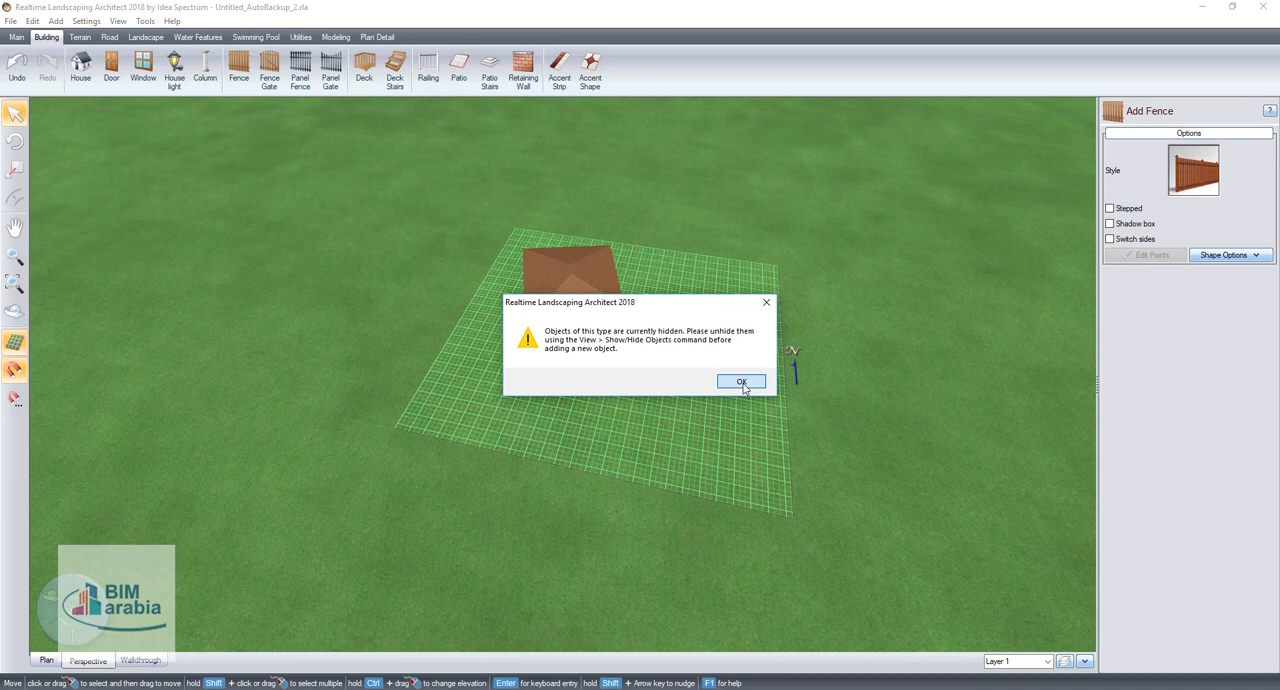 Realtime Landscaping Architect 2018 by Idea Spectrum - Untitled_AutoBackup_2.rla
File Edit Add Settings View Tools Help
Main Building Terrain Road Landscape Water Features Swimming Pool Utilities Modeling Plan Detail
Undo Redo House Door Window House light Column Fence Fence Gate Panel Fence Panel Gate Deck Deck Stairs Railing Patio Patio Stairs Retaining Wall Accent Strip Accent Shape
Add Fence
?
Options
Style
Stepped
Shadow box
Switch sides
Edit Points Shape Options
Realtime Landscaping Architect 2018
Objects of this type are currently hidden. Please unhide them
using the View > Show/Hide Objects command before
adding a new object.
OK
BIM
arabia
Plan Perspective Walkthrough
Layer 1
Move click or drag to select and then drag to move hold Shift + click or drag to select multiple hold Ctrl + drag to change elevation Enter for keyboard entry hold Shift + Arrow key to nudge F1 for help